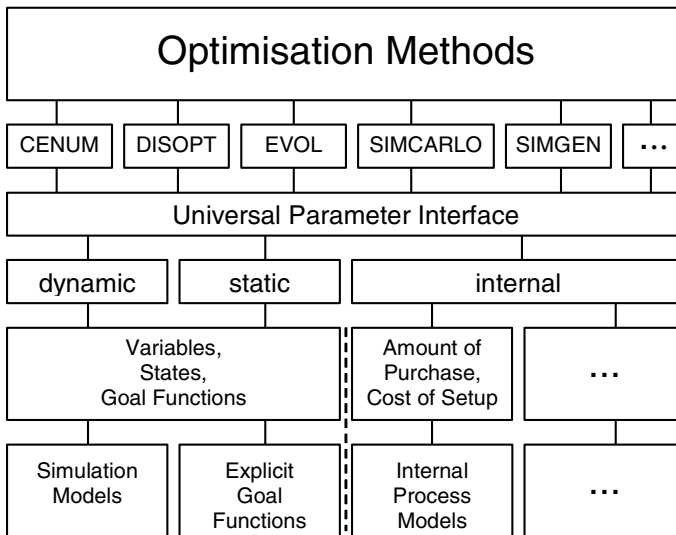 Optimisation Methods
CENUM
DISOPT
EVOL
SIMCARLO
SIMGEN
...
Universal Parameter Interface
dynamic
static
internal
Variables,
States,
Goal Functions
Amount of
Purchase,
Cost of Setup
...
Simulation
Models
Explicit
Goal
Functions
Internal
Process
Models
...